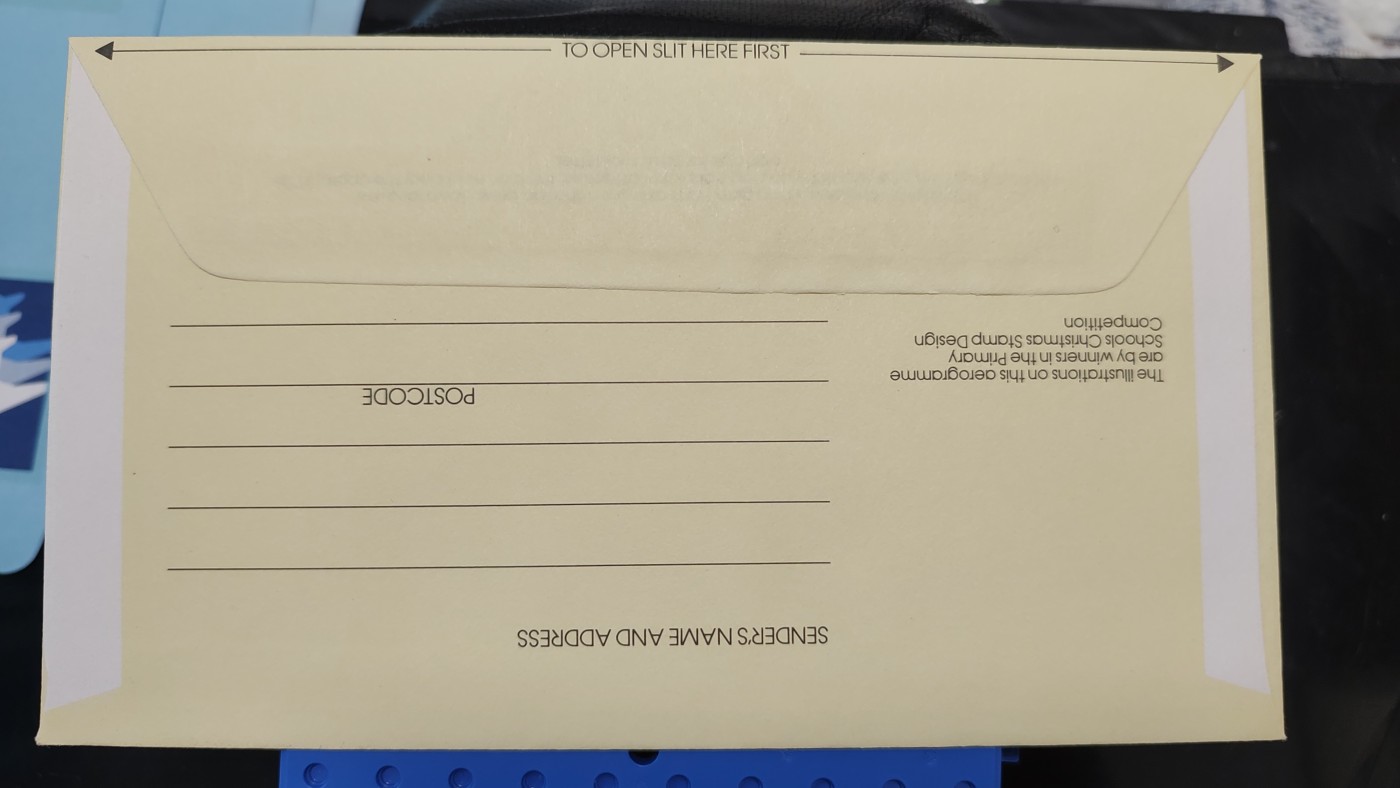 TO OPEN SLIT HERE FIRST
SENDER'S NAME AND ADDRESS
POSTCODE
The illustrations on this aerogramme
are by winners in the Primary
Schools Christmas Stamp Design
Competition